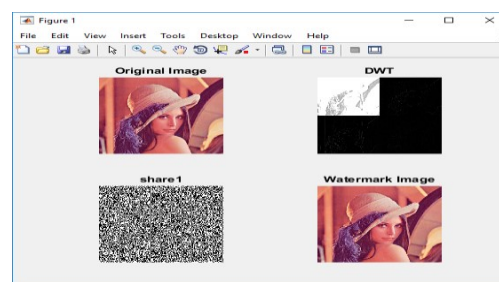 Figure 1
File Edit View Insert Tools Desktop Window Help
Original Image
DWT
share1
Watermark Image